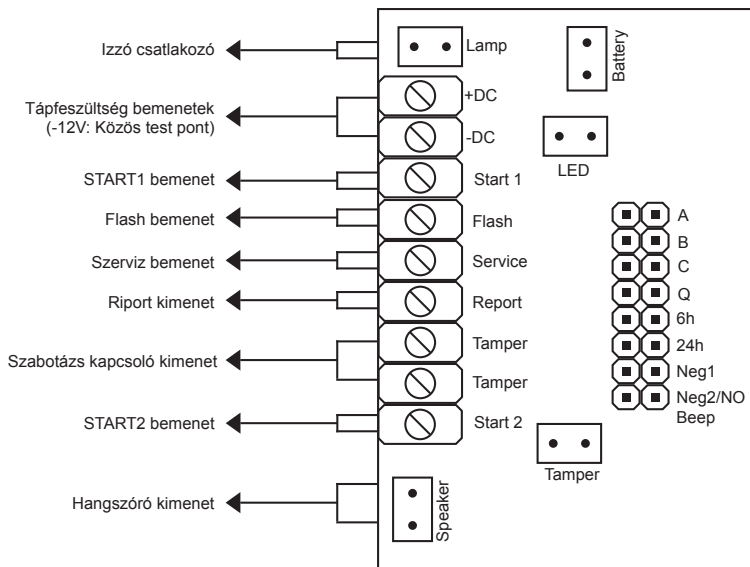 Izzó csatlakozó
Lamp
Battery
Tápfeszültség bemenetek
(-12V: Közös test pont)
+DC
-DC
LED
START1 bemenet
Start 1
Flash bemenet
Flash
Szerviz bemenet
Service
Riport kimenet
Report
Szabotázs kapcsoló kimenet
Tamper
Tamper
START2 bemenet
Start 2
A
B
C
Q
6h
24h
Neg1
Neg2/NO
Beep
Tamper
Hangszóró kimenet
Speaker